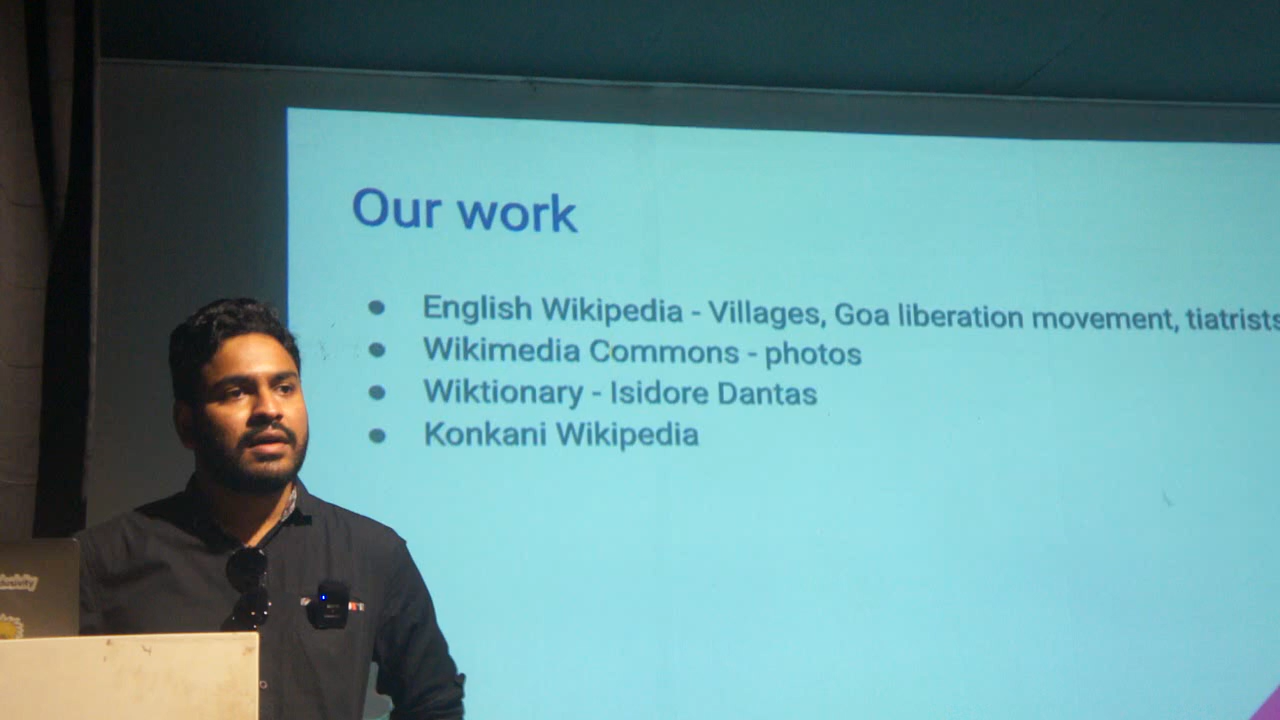 Our work
● English Wikipedia - Villages, Goa liberation movement, tiatrists
● Wikimedia Commons - photos
● Wiktionary - Isidore Dantas
● Konkani Wikipedia